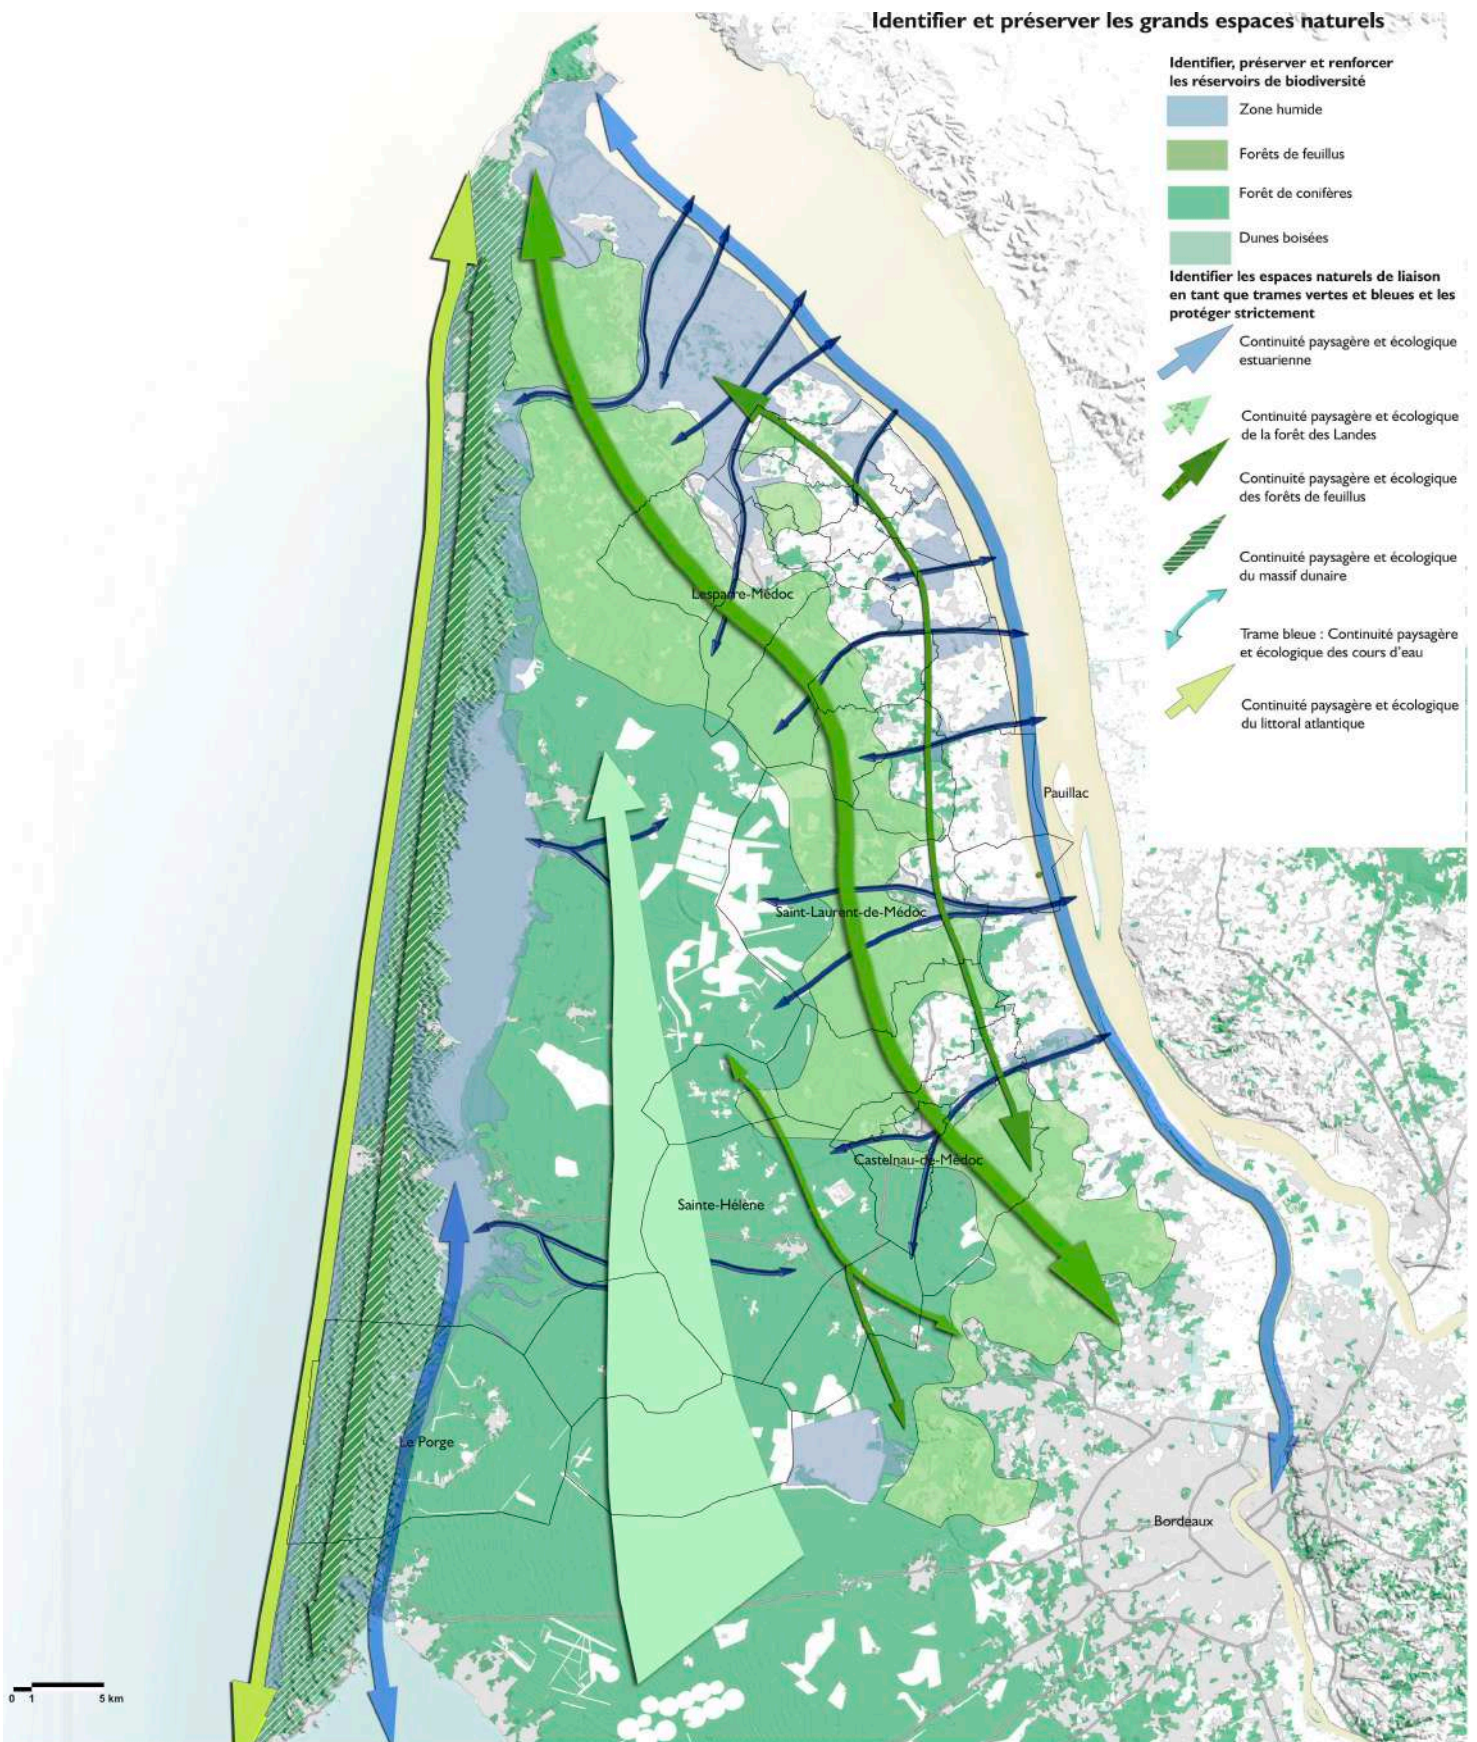 Identifier et préserver les grands espaces naturels
Identifier, préserver et renforcer
les réservoirs de biodiversité
Zone humide
Forêts de feuillus
Forêt de conifères
Dunes boisées
Identifier les espaces naturels de liaison
en tant que trames vertes et bleues et les
protéger strictement
Continuité paysagère et écologique
estuarienne
Continuité paysagère et écologique
de la forêt des Landes
Continuité paysagère et écologique
des forêts de feuillus
Continuité paysagère et écologique
du massif dunaire
Trame bleue : Continuité paysagère
et écologique des cours d'eau
Continuité paysagère et écologique
du littoral atlantique
Lesparre-Médoc
Pauillac
Saint-Laurent-de-Médoc
Castelnau-de-Médoc
Sainte-Hélène
Le Porge
Bordeaux
0 1 5 km